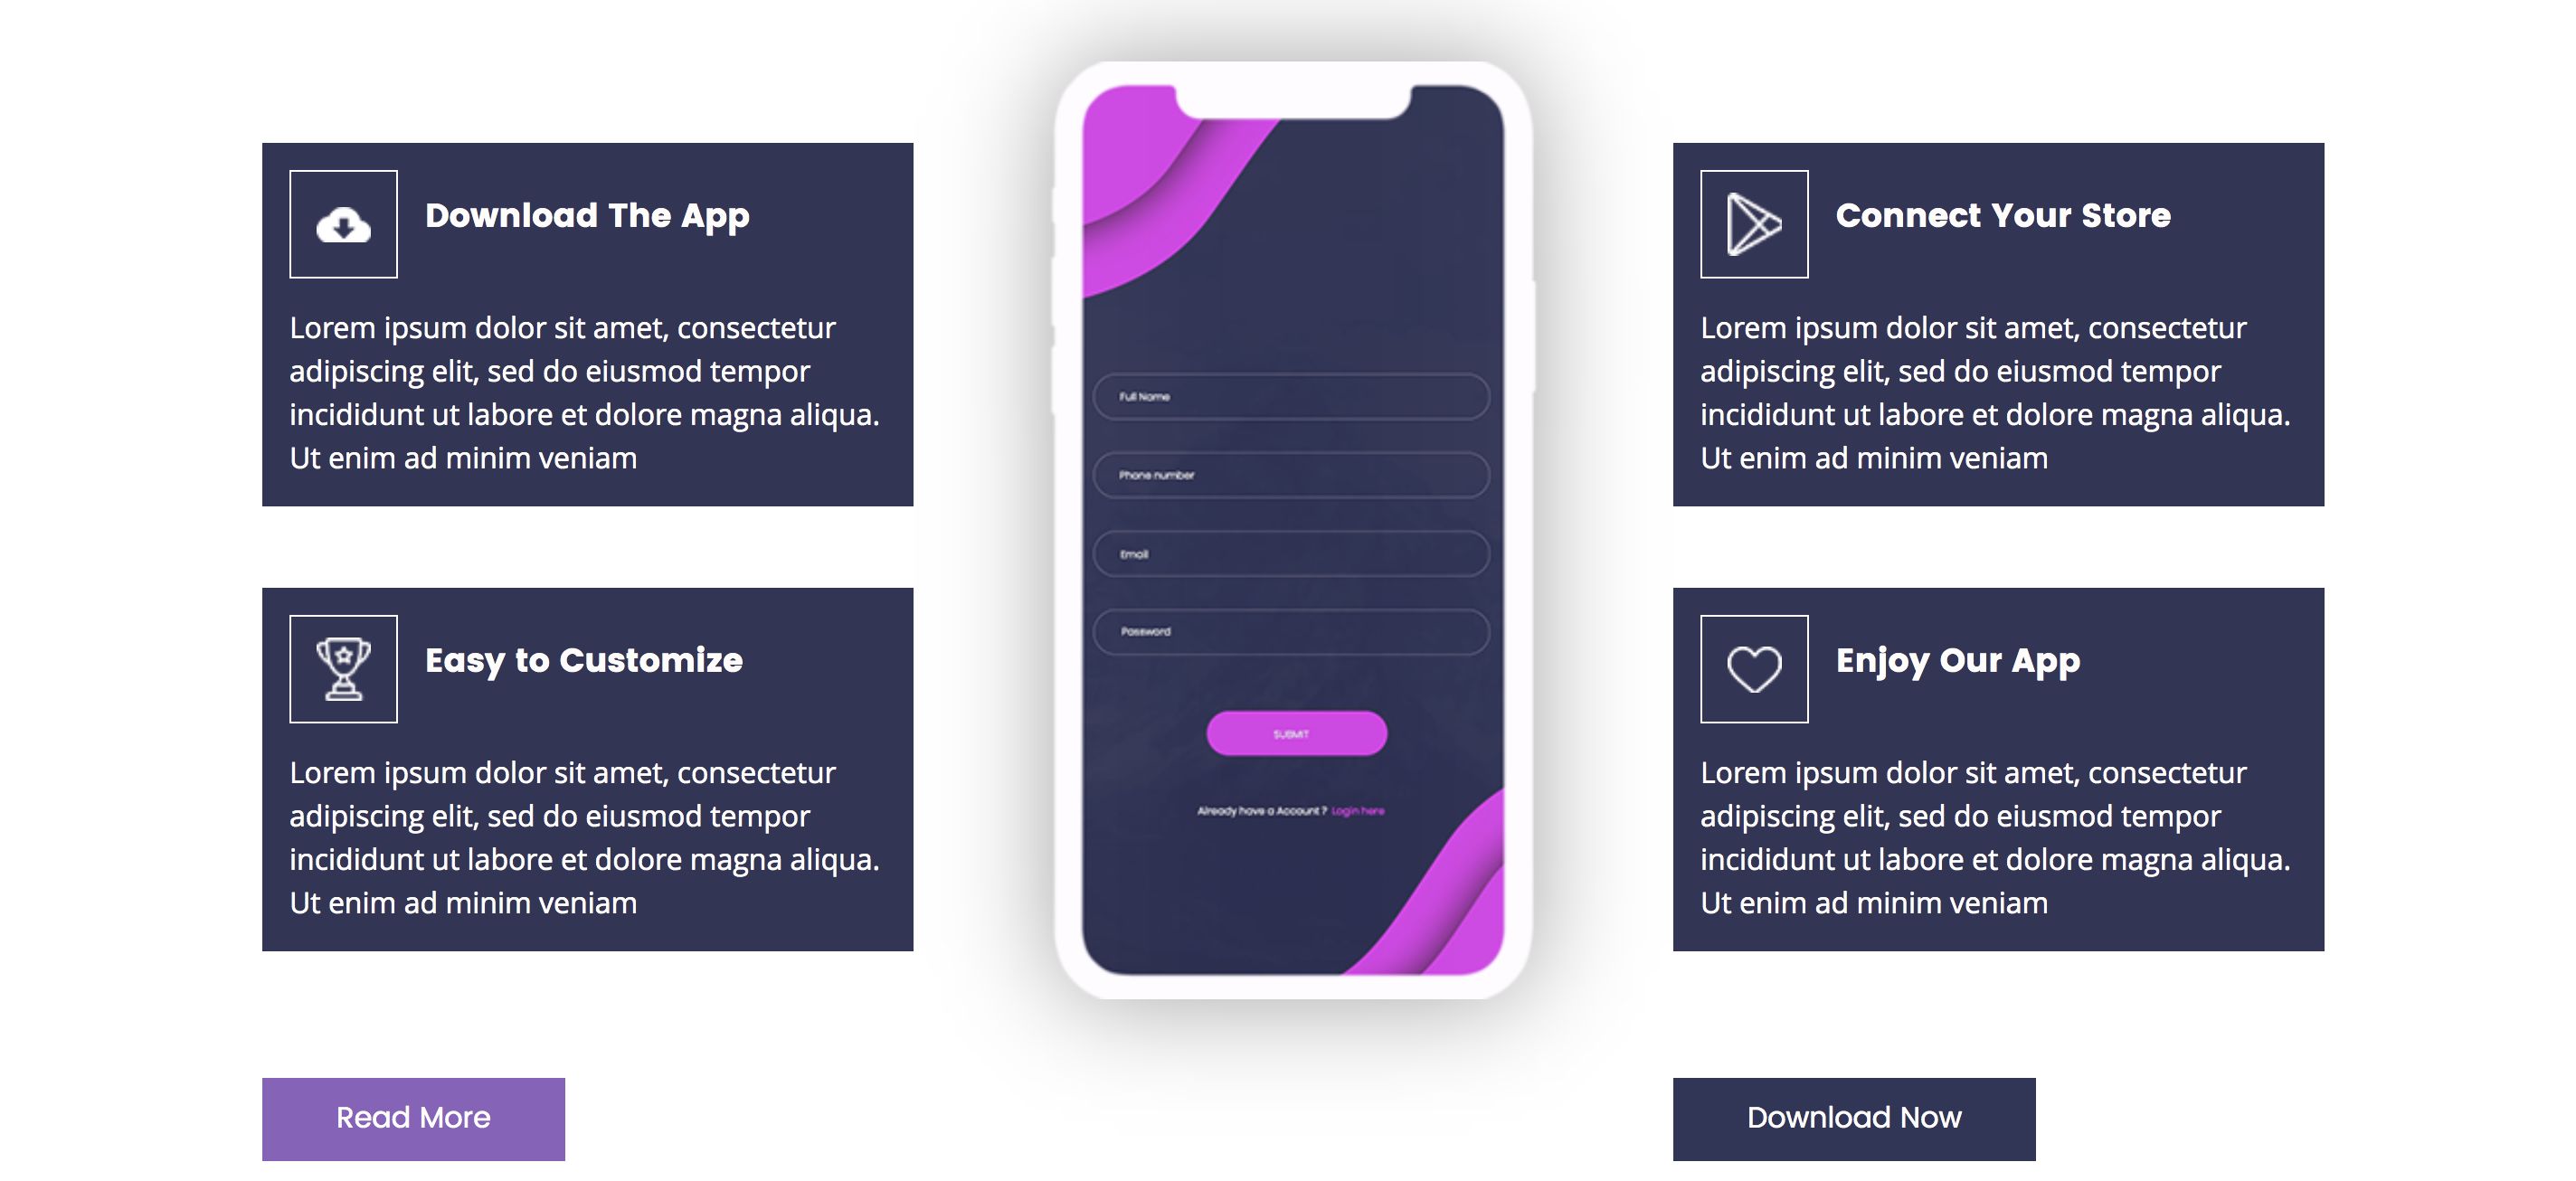 Download The App
Lorem ipsum dolor sit amet, consectetur
adipiscing elit, sed do eiusmod tempor
incididunt ut labore et dolore magna aliqua.
Ut enim ad minim veniam
Easy to Customize
Lorem ipsum dolor sit amet, consectetur
adipiscing elit, sed do eiusmod tempor
incididunt ut labore et dolore magna aliqua.
Ut enim ad minim veniam
Read More
Full Name
Phone number
Email
Password
SUBMIT
Already have a Account ? Login here
Connect Your Store
Lorem ipsum dolor sit amet, consectetur
adipiscing elit, sed do eiusmod tempor
incididunt ut labore et dolore magna aliqua.
Ut enim ad minim veniam
Enjoy Our App
Lorem ipsum dolor sit amet, consectetur
adipiscing elit, sed do eiusmod tempor
incididunt ut labore et dolore magna aliqua.
Ut enim ad minim veniam
Download Now